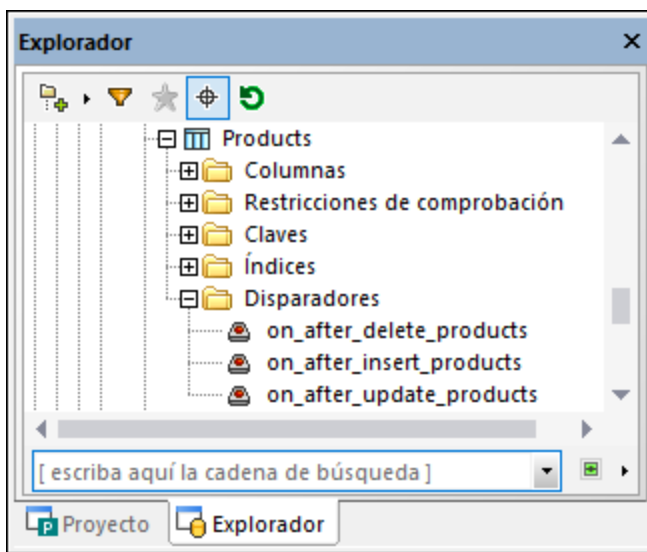 Explorador
Products
Columnas
Restricciones de comprobación
Claves
Índices
Disparadores
on_after_delete_products
on_after_insert_products
on_after_update_products
[ escriba aquí la cadena de búsqueda ]
Proyecto Explorador